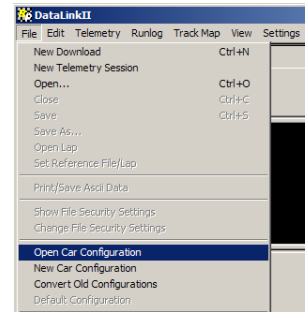 DataLinkII
File Edit Telemetry Runlog Track Map View Settings
New Download Ctrl+N
New Telemetry Session
Open... Ctrl+O
Close Ctrl+C
Save Ctrl+S
Save As...
Open Lap
Set Reference File/Lap
Print/Save Ascii Data
Show File Security Settings
Change File Security Settings
Open Car Configuration
New Car Configuration
Convert Old Configurations
Default Configuration